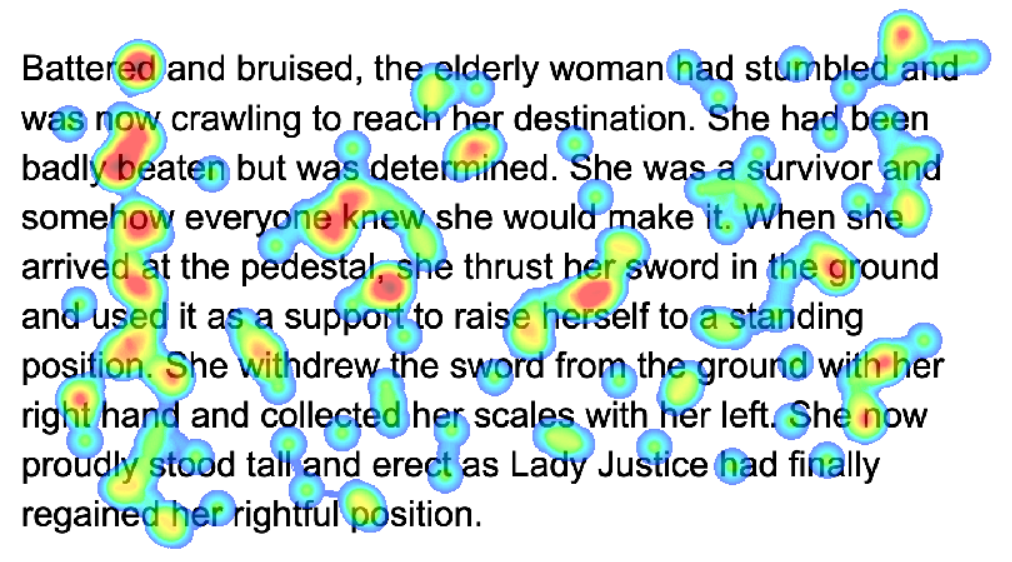 Battered and bruised, the elderly woman had stumbled and
was now crawling to reach her destination. She had been
badly beaten but was determined. She was a survivor and
somehow everyone knew she would make it. When she
arrived at the pedestal, she thrust her sword in the ground
and used it as a support to raise herself to a standing
position. She withdrew the sword from the ground with her
right hand and collected her scales with her left. She now
proudly stood tall and erect as Lady Justice had finally
regained her rightful position.